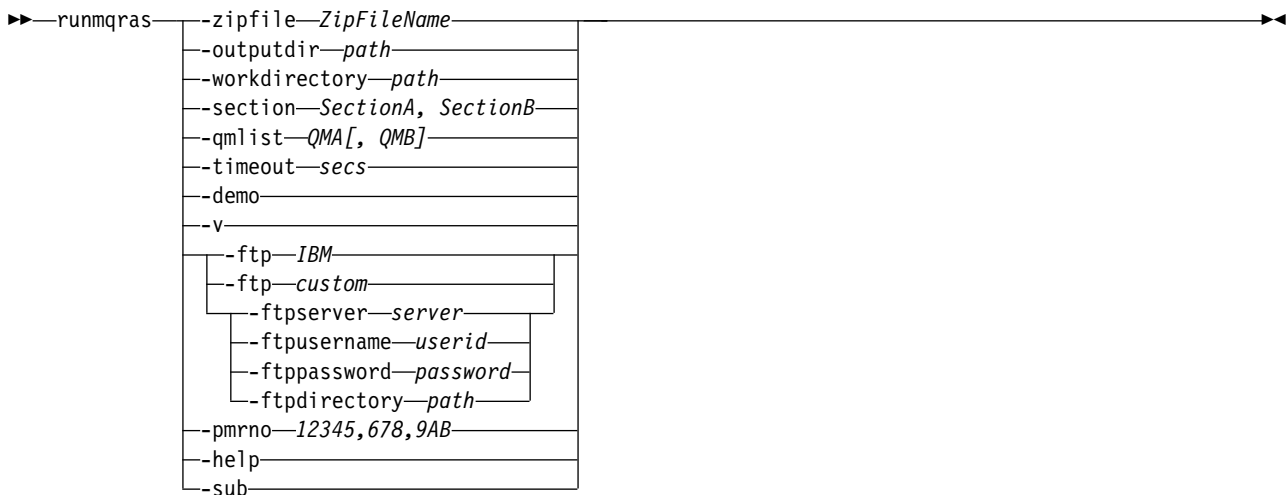 runmqras -zipfile ZipFileName
-outputdir path
-workdirectory path
-section SectionA, SectionB
-qmlist QMA[, QMB]
-timeout secs
-demo
-v
-ftp IBM
-ftp custom
-ftpserver server
-ftpusername userid
-ftppassword password
-ftpdirectory path
-pmrno 12345,678,9AB
-help
-sub